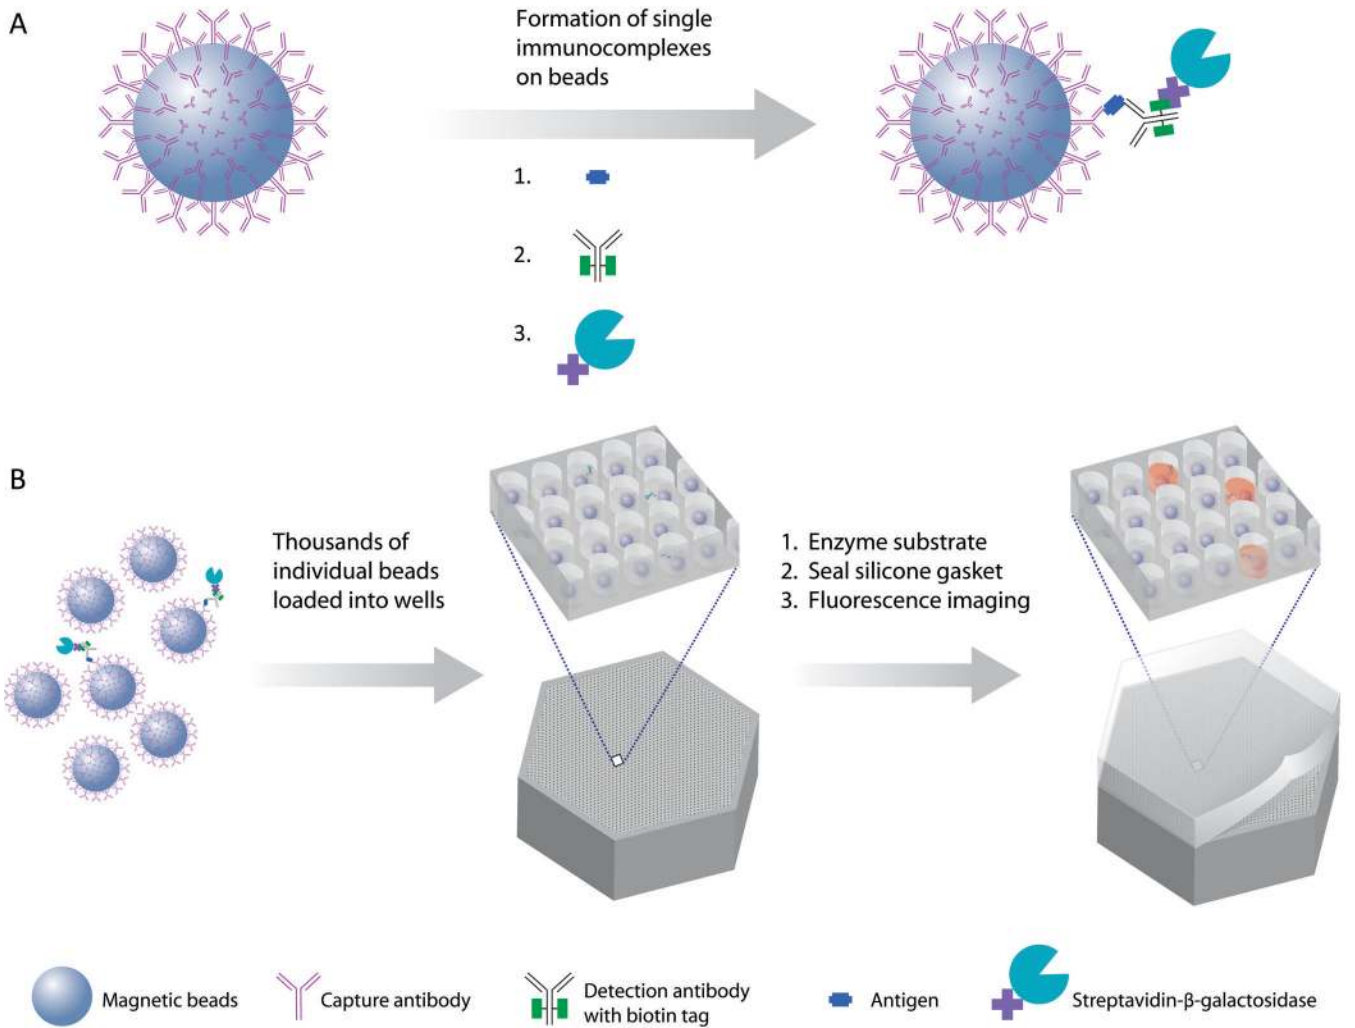 A
Formation of single
immunocomplexes
on beads
1.
2.
3.
B
Thousands of
individual beads
loaded into wells
1. Enzyme substrate
2. Seal silicone gasket
3. Fluorescence imaging
Magnetic beads
Capture antibody
Detection antibody
with biotin tag
Antigen
Streptavidin-β-galactosidase